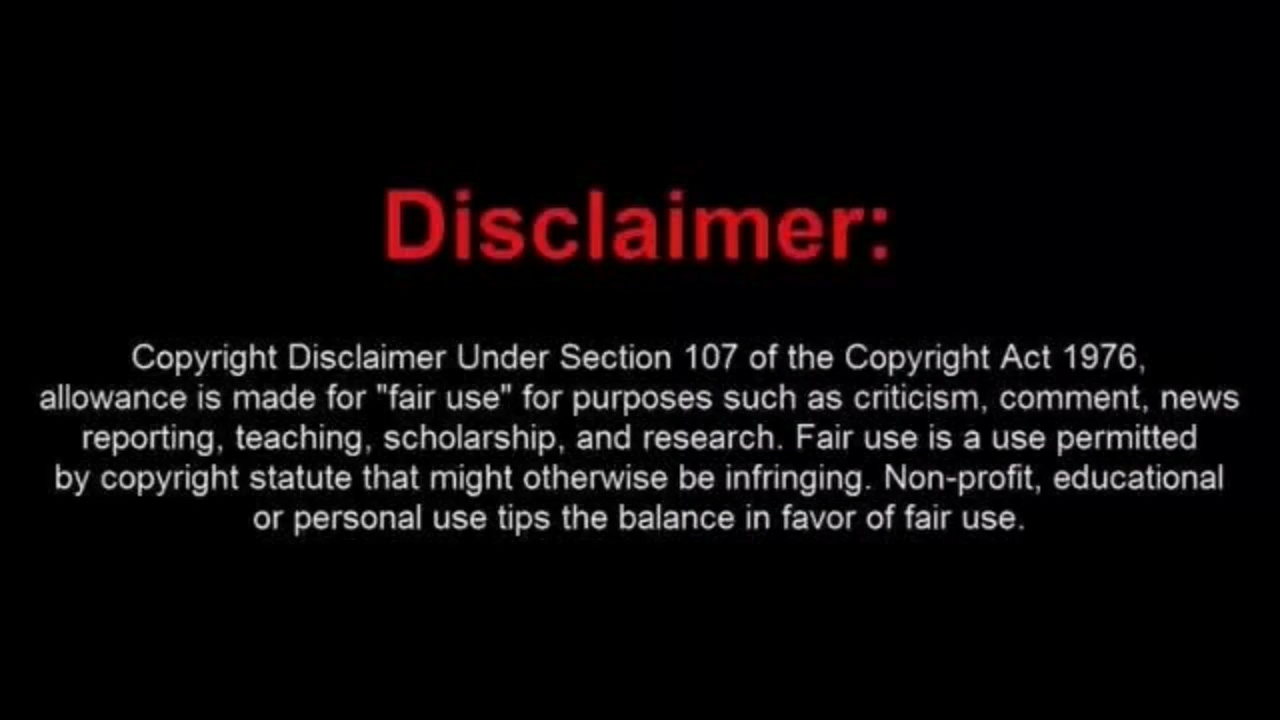 Disclaimer:
Copyright Disclaimer Under Section 107 of the Copyright Act 1976,
allowance is made for "fair use" for purposes such as criticism, comment, news
reporting, teaching, scholarship, and research. Fair use is a use permitted
by copyright statute that might otherwise be infringing. Non-profit, educational
or personal use tips the balance in favor of fair use.